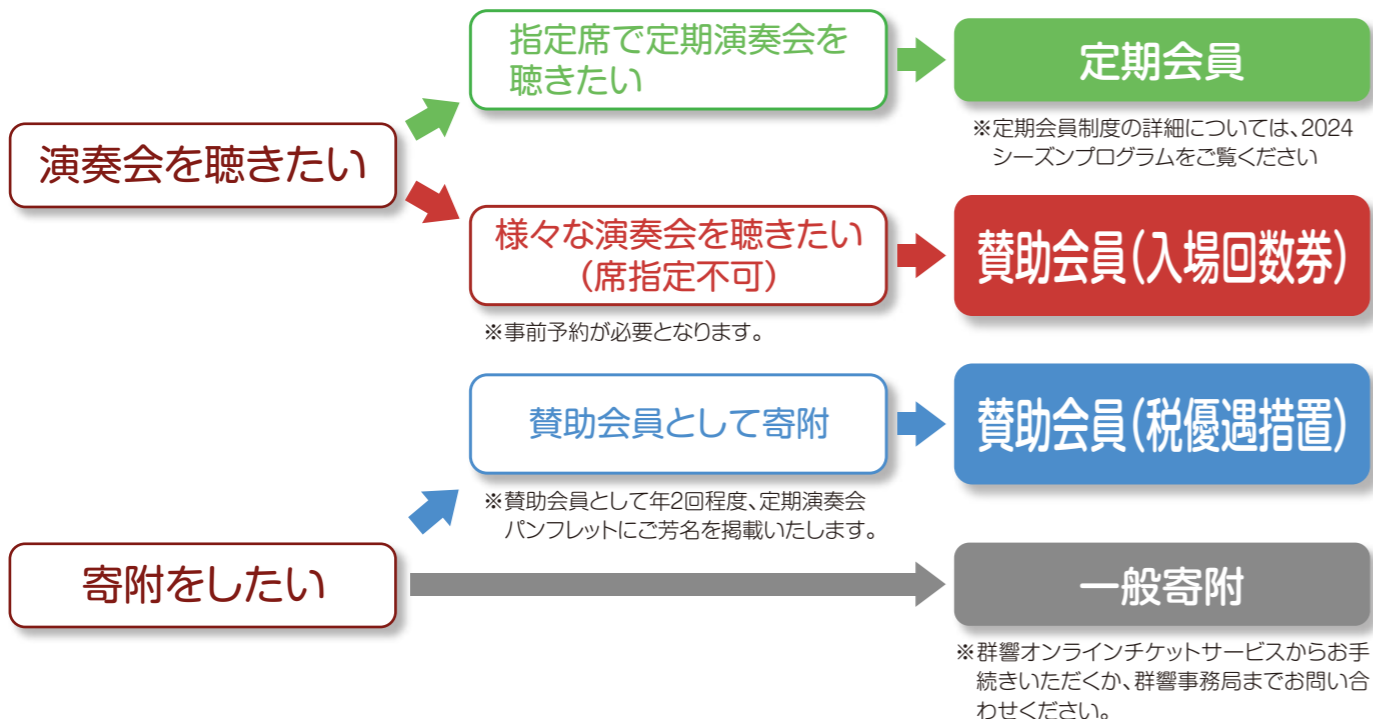 演奏会を聴きたい
指定席で定期演奏会を
聴きたい
定期会員
※定期会員制度の詳細については、2024
シーズンプログラムをご覧ください
様々な演奏会を聴きたい
(席指定不可)
※事前予約が必要となります。
賛助会員(入場回数券)
寄附をしたい
賛助会員として寄附
※賛助会員として年2回程度、定期演奏会
パンフレットにご芳名を掲載いたします。
賛助会員(税優遇措置)
一般寄附
※群響オンラインチケットサービスからお手
続きいただくか、群響事務局までお問い合
わせください。